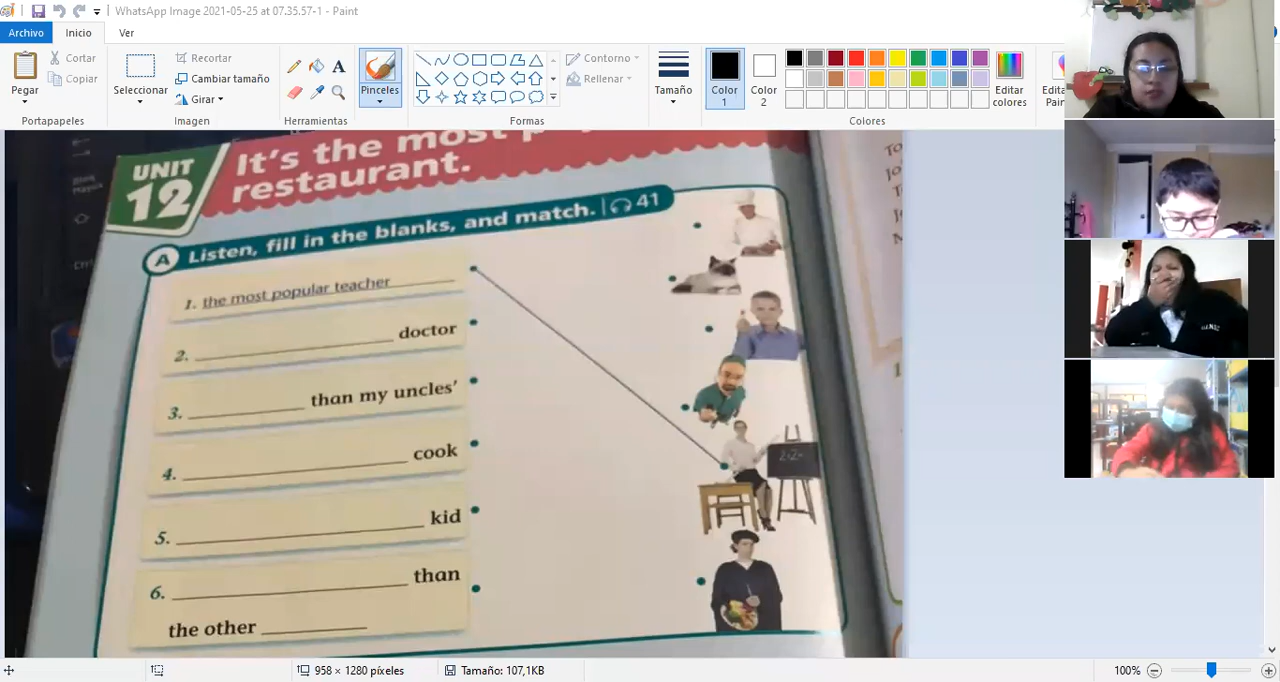 WhatsApp Image 2021-05-25 at 07.35.57-1 - Paint
Archivo Inicio Ver
Pegar
Cortar
Copiar
Portapapeles
Seleccionar
Recortar
Cambiar tamaño
Girar
Imagen
A
Herramientas
Pinceles
Contorno
Rellenar
Formas
Tamaño
Color 1
Color 2
Editar colores
Colores
UNIT 12
It's the most
restaurant.
A Listen, fill in the blanks, and match. 41
1. the most popular teacher
2. doctor
3. than my uncles'
4. cook
5. kid
6. than
the other
958 × 1280 píxeles
Tamaño: 107,1KB
100%